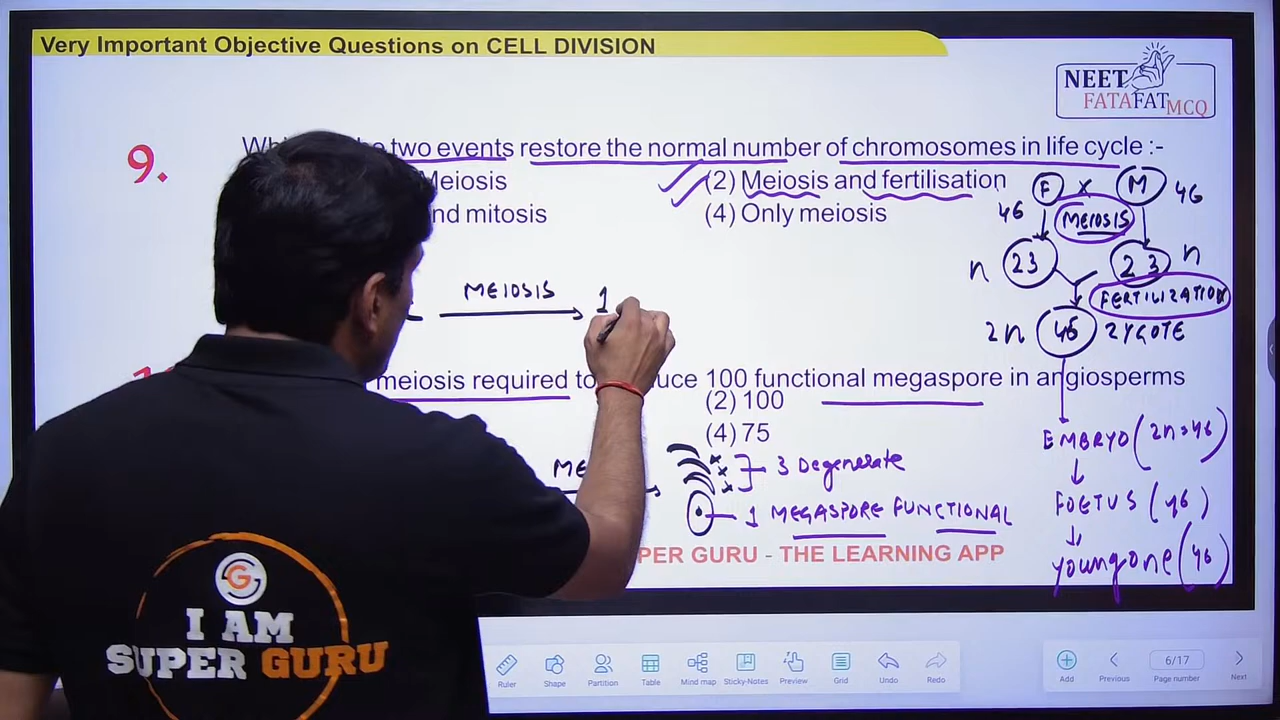 Very Important Objective Questions on CELL DIVISION
NEET
FATAFAT MCQ
9.
two events restore the normal number of chromosomes in life cycle :-
Meiosis
(2) Meiosis and fertilisation
nd mitosis
(4) Only meiosis
F x M
46 46
MEIOSIS
n 23 23 n
FERTILIZATION
2n 46 ZYGOTE
MEIOSIS 1
meiosis required to uce 100 functional megaspore in angiosperms
(2) 100
(4) 75
EMBRYO (2n=46)
ME
3 Degenerate
1 MEGASPORE FUNCTIONAL
FOETUS (46)
young one (46)
PER GURU - THE LEARNING APP
SG
I AM
SUPER GURU
Ruler Shape Partition Table Mind map Sticky-Notes Preview Grid Undo Redo
Add Previous 6/17 Page number Next